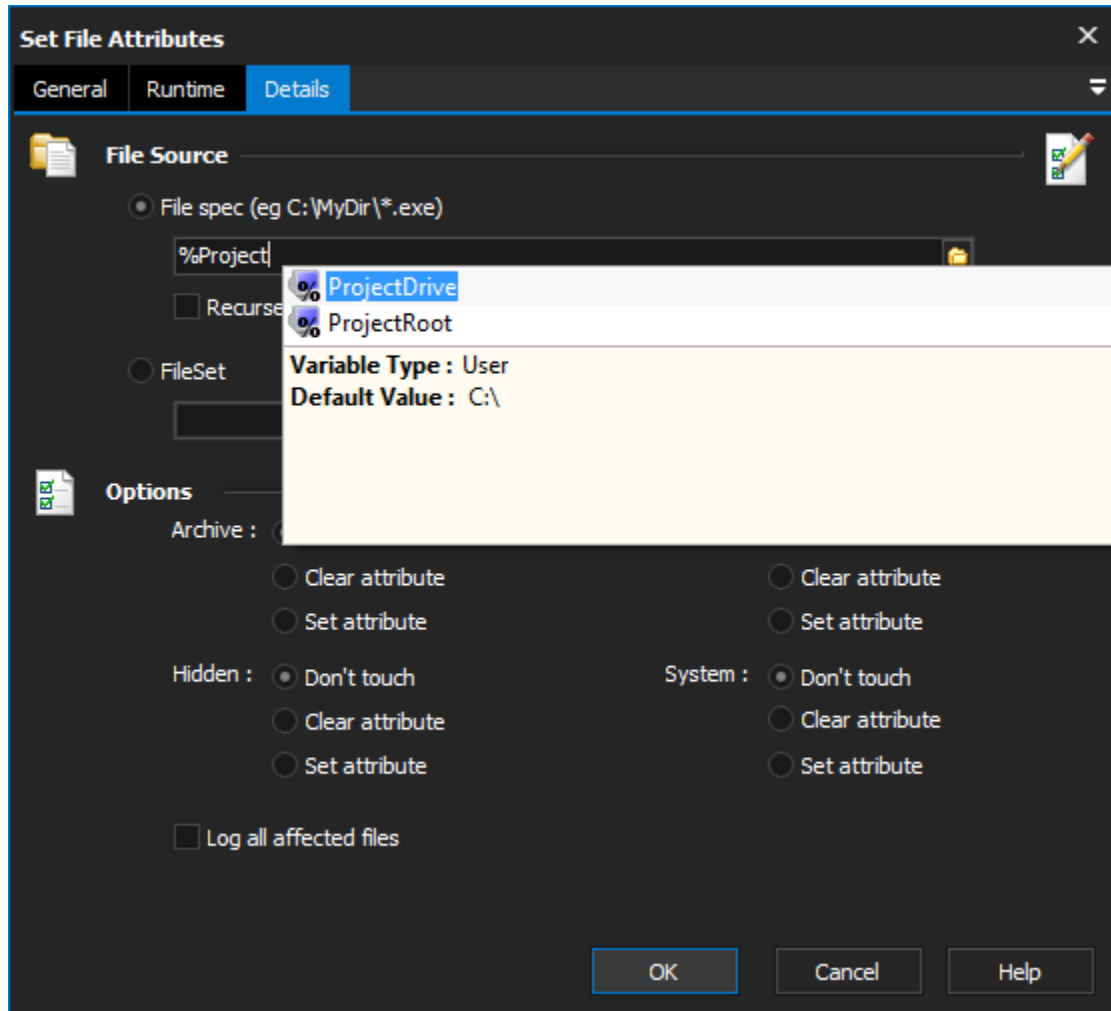 Set File Attributes
General Runtime Details
File Source
File spec (eg C:\MyDir\*.exe)
%Project
ProjectDrive
Recurse
ProjectRoot
FileSet
Variable Type : User
Default Value : C:\
Options
Archive :
Clear attribute Clear attribute
Set attribute Set attribute
Hidden : Don't touch System : Don't touch
Clear attribute Clear attribute
Set attribute Set attribute
Log all affected files
OK Cancel Help